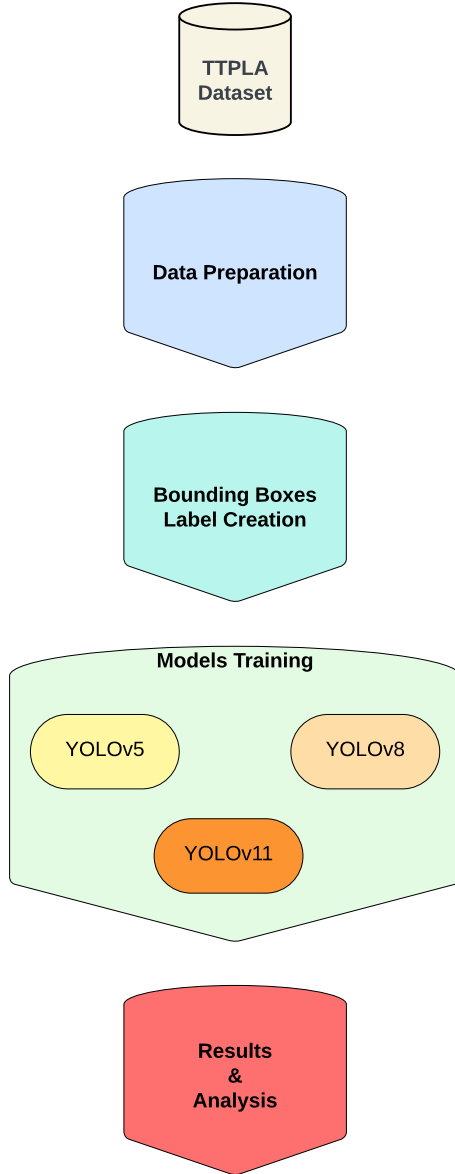 TTPLA
Dataset
Data Preparation
Bounding Boxes
Label Creation
Models Training
YOLOv5
YOLOv8
YOLOv11
Results
&
Analysis